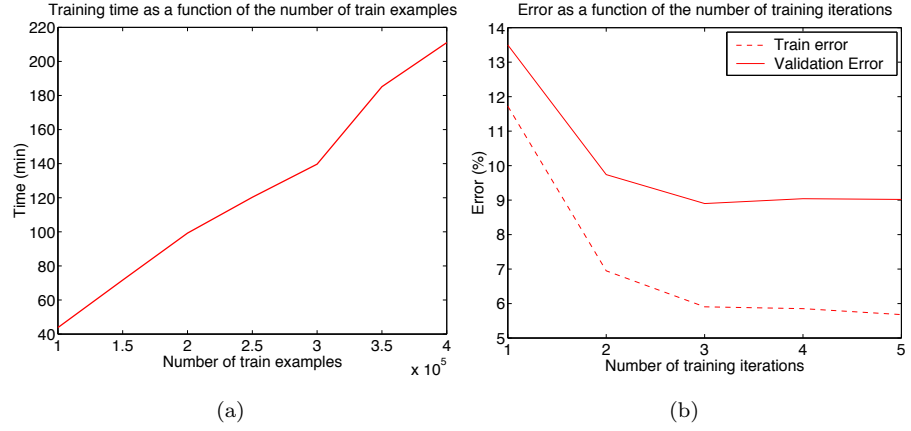 Training time as a function of the number of train examples
220
200
180
160
140
120
100
80
60
40
Time (min)
1
1.5
2
2.5
3
3.5
4
Number of train examples
x 10^5
(a)
Error as a function of the number of training iterations
14
13
12
11
10
9
8
7
6
5
Error (%)
Train error
Validation Error
1
2
3
4
5
Number of training iterations
(b)